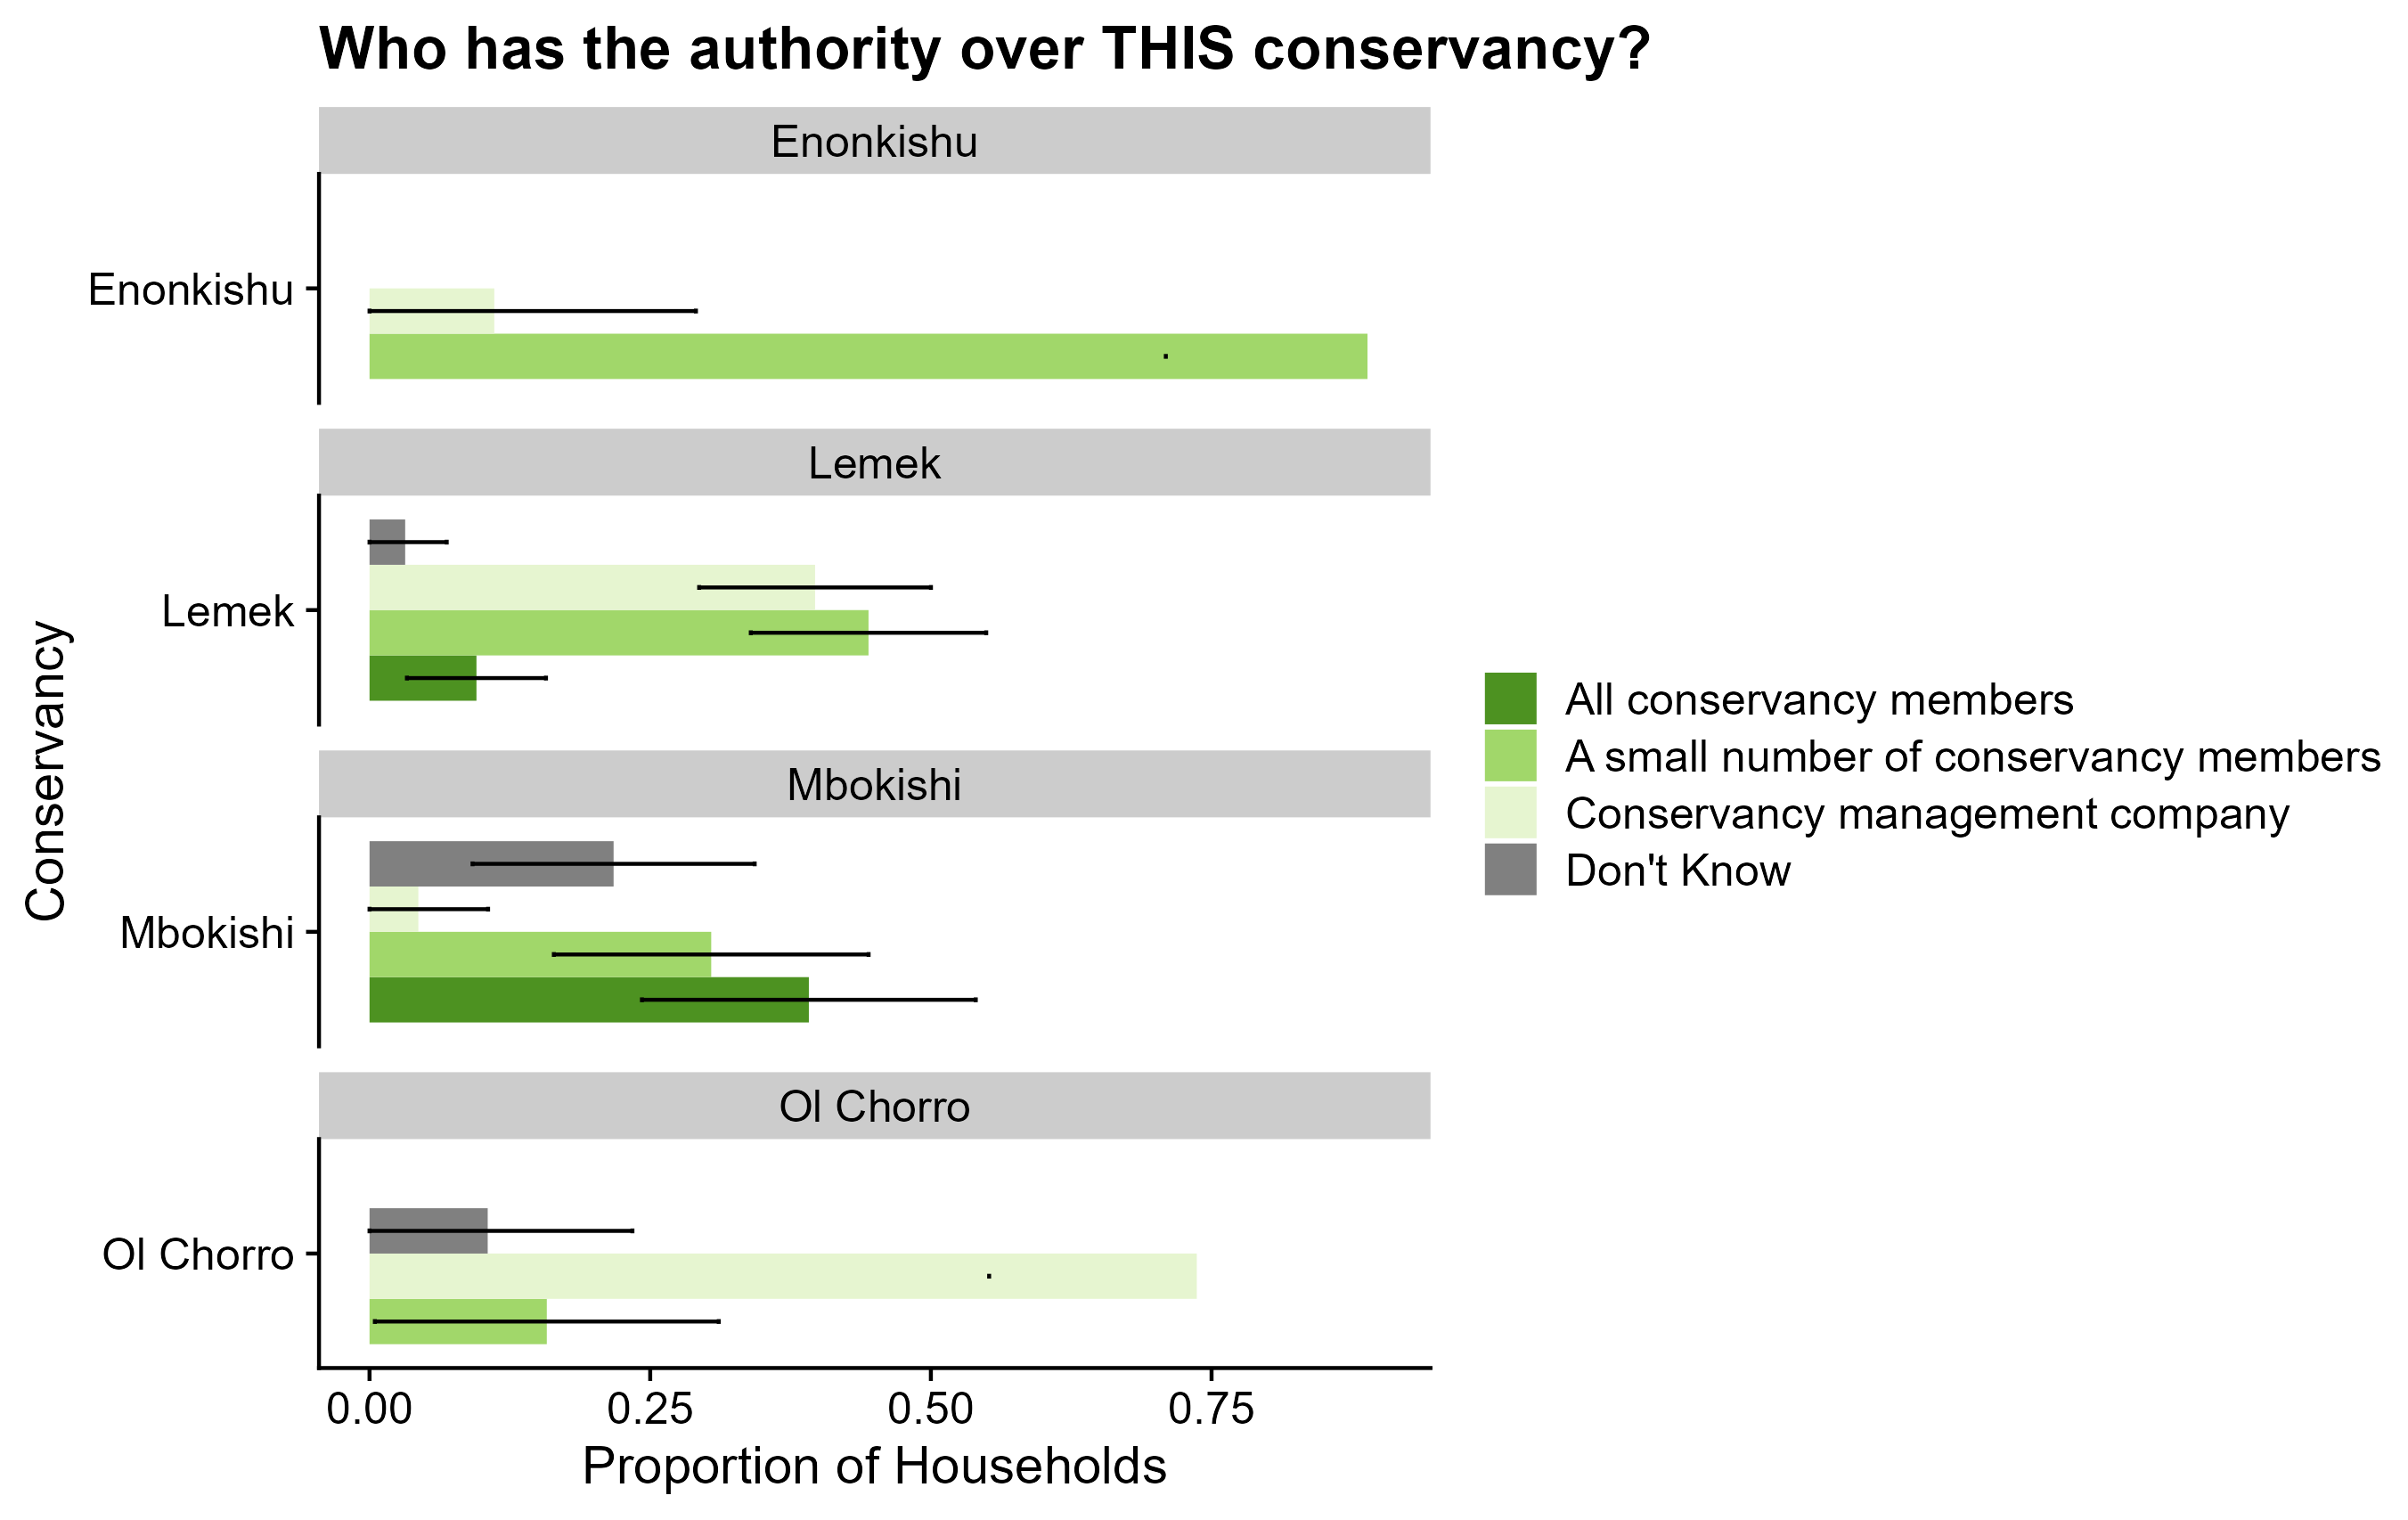 Who has the authority over THIS conservancy?
Enonkishu
Enonkishu
Lemek
Lemek
Mbokishi
Mbokishi
Ol Chorro
Ol Chorro
Conservancy
0.00 0.25 0.50 0.75
Proportion of Households
All conservancy members
A small number of conservancy members
Conservancy management company
Don't Know